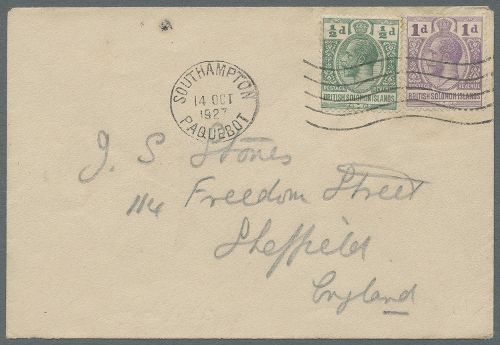 ½d ½d
POSTAGE REVENUE
BRITISH SOLOMON ISLANDS
1d 1d
POSTAGE REVENUE
BRITISH SOLOMON ISLANDS
SOUTHAMPTON
14 OCT
1927
PAQUEBOT
J. S. Stones
114 Freedom Street
Sheffield
England